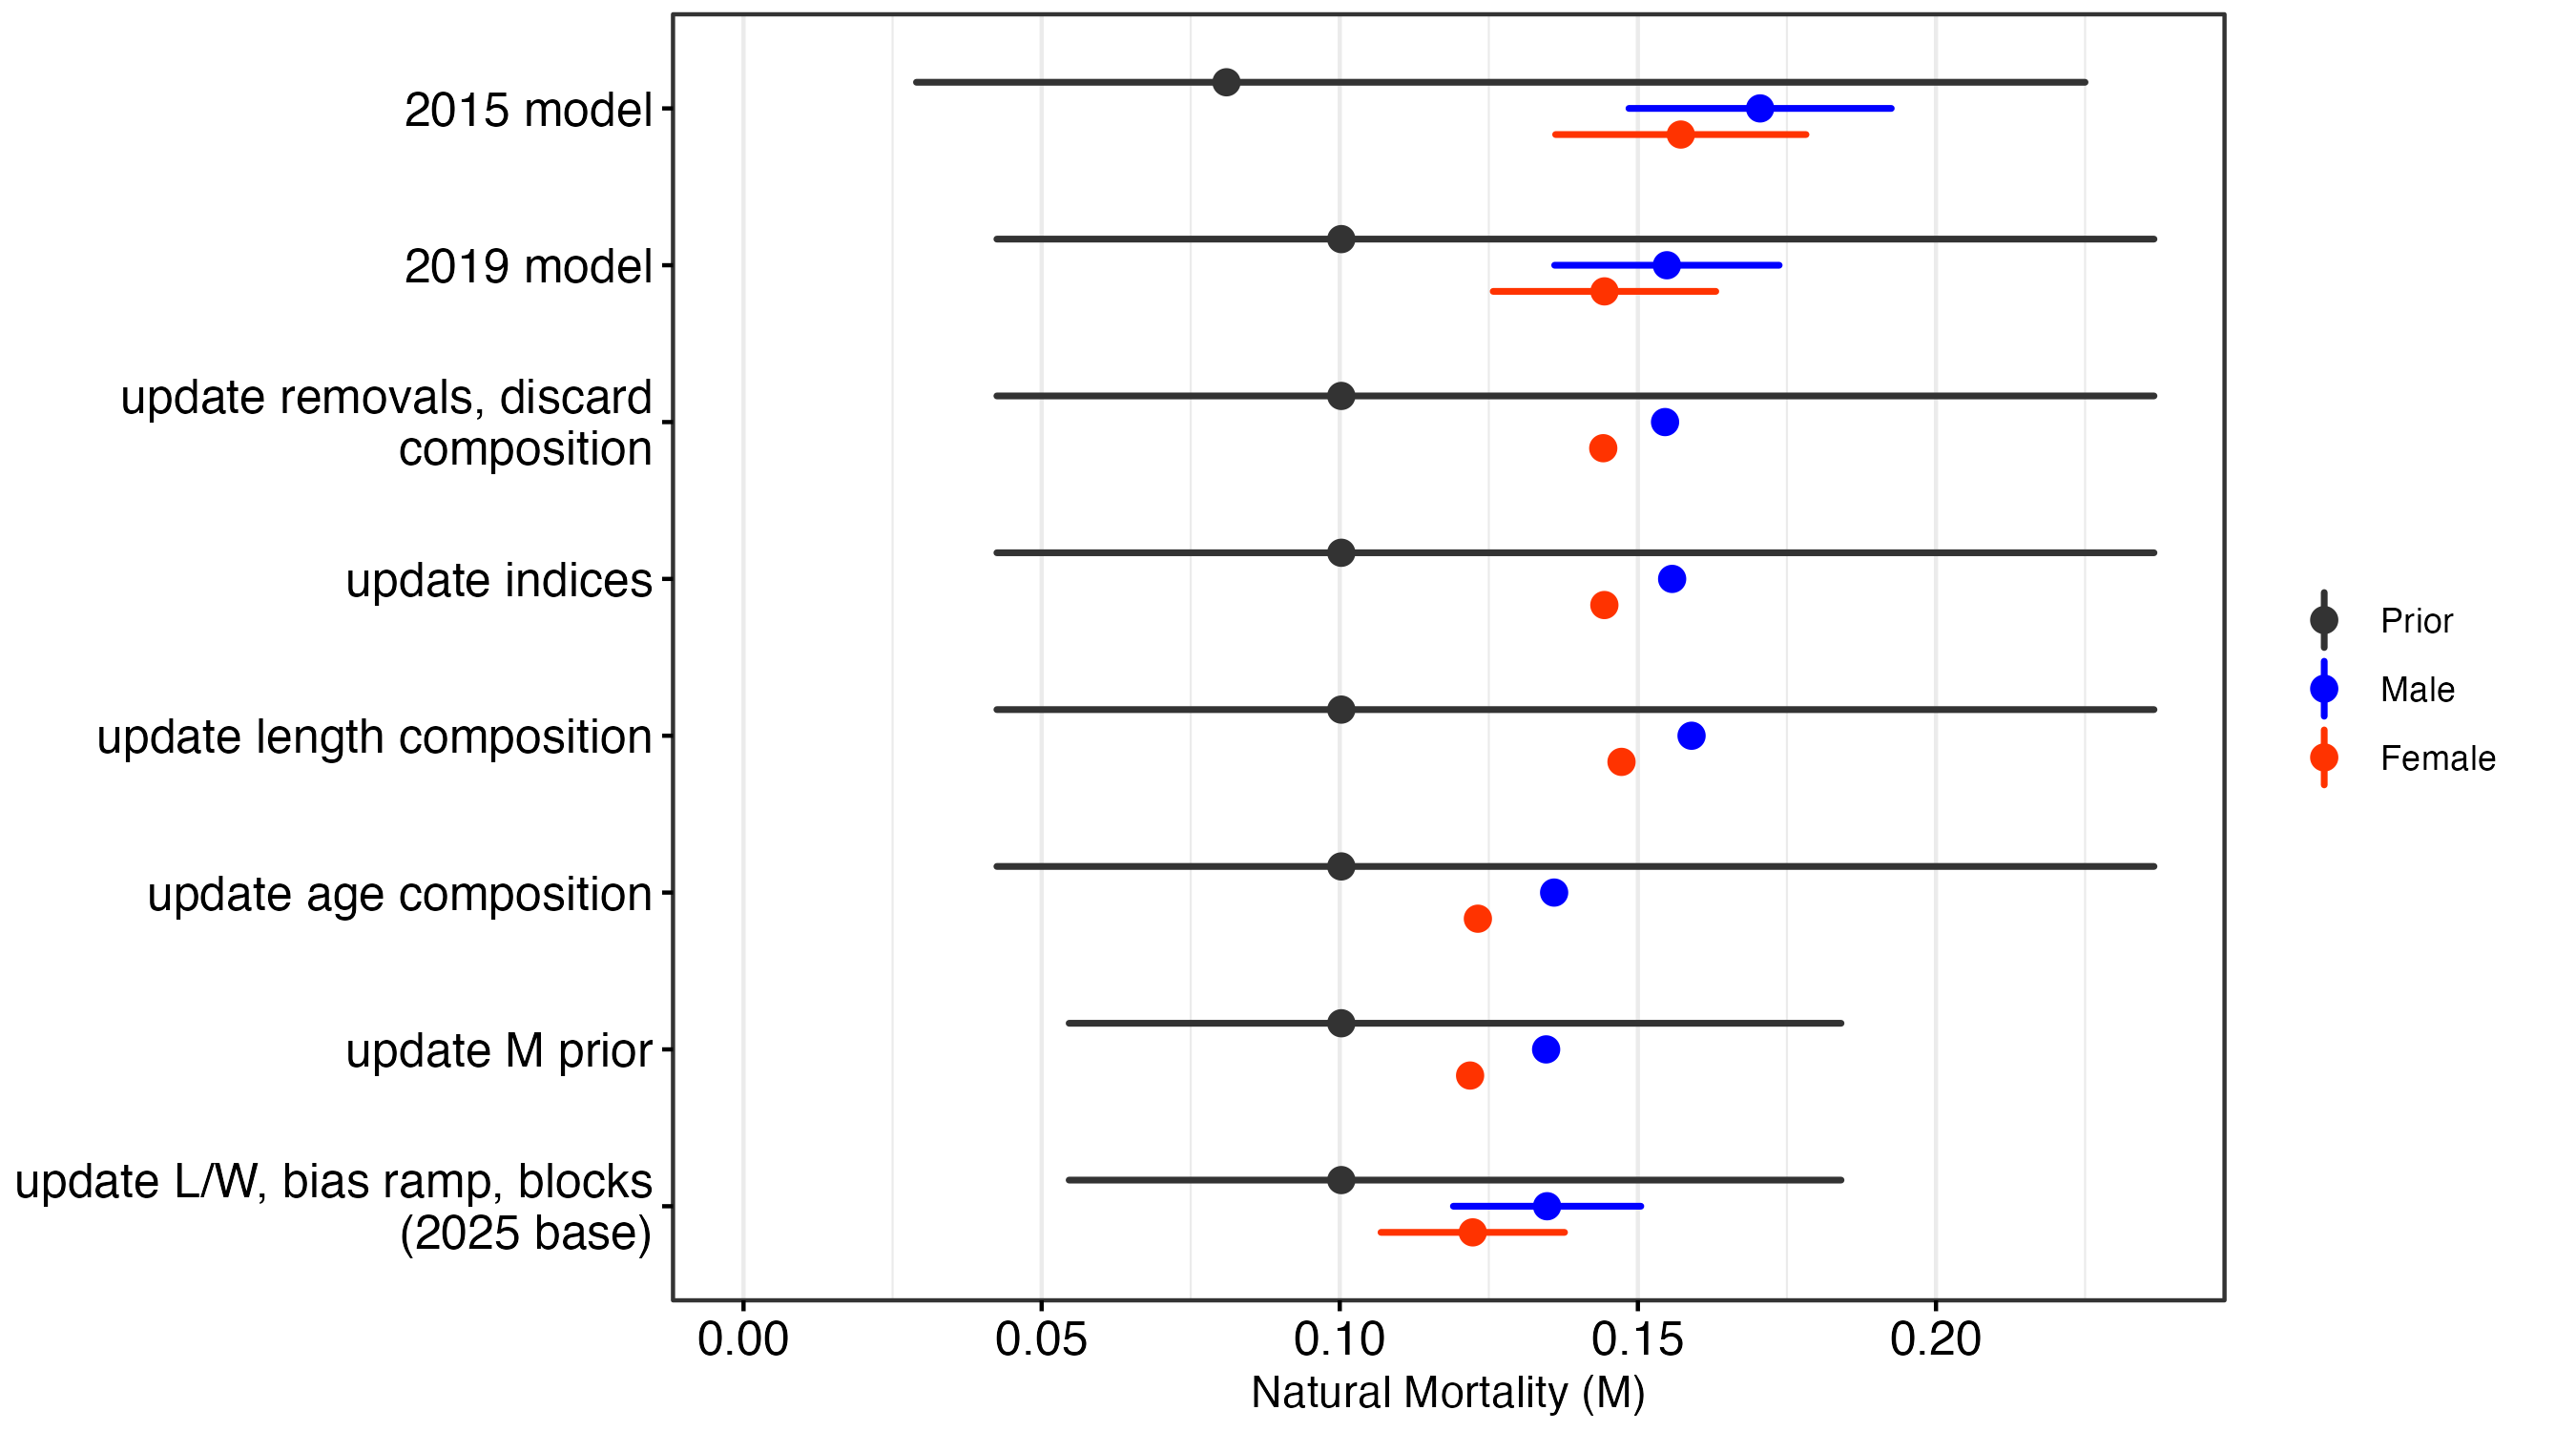 2015 model
2019 model
update removals, discard
composition
update indices
update length composition
update age composition
update M prior
update L/W, bias ramp, blocks
(2025 base)
0.00 0.05 0.10 0.15 0.20
Natural Mortality (M)
Prior
Male
Female